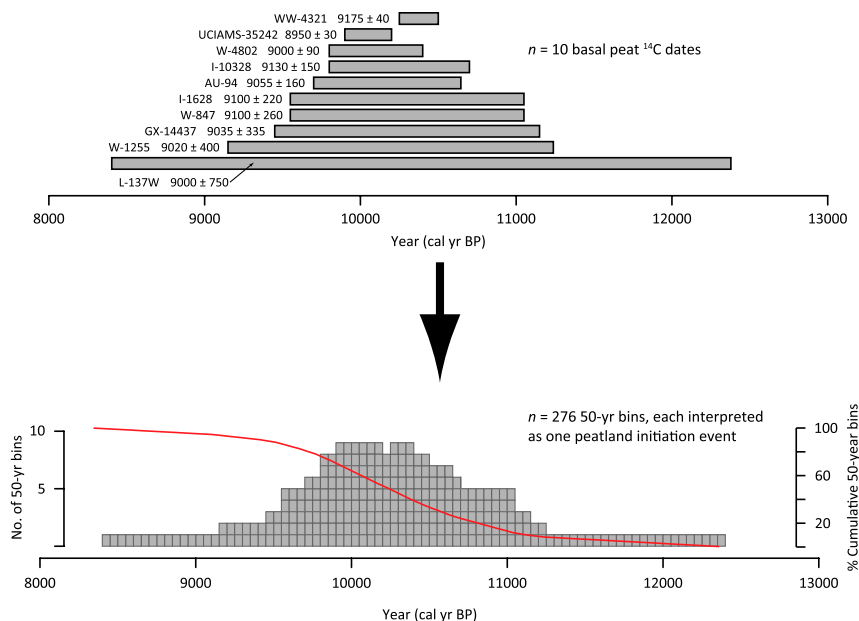 WW-4321 9175 ± 40
UCIAMS-35242 8950 ± 30
W-4802 9000 ± 90
n = 10 basal peat ¹⁴C dates
I-10328 9130 ± 150
AU-94 9055 ± 160
I-1628 9100 ± 220
W-847 9100 ± 260
GX-14437 9035 ± 335
W-1255 9020 ± 400
L-137W 9000 ± 750
8000 9000 10000 11000 12000 13000
Year (cal yr BP)
n = 276 50-yr bins, each interpreted
as one peatland initiation event
No. of 50-yr bins
10
5
100
60
20
% Cumulative 50-year bins
8000 9000 10000 11000 12000 13000
Year (cal yr BP)